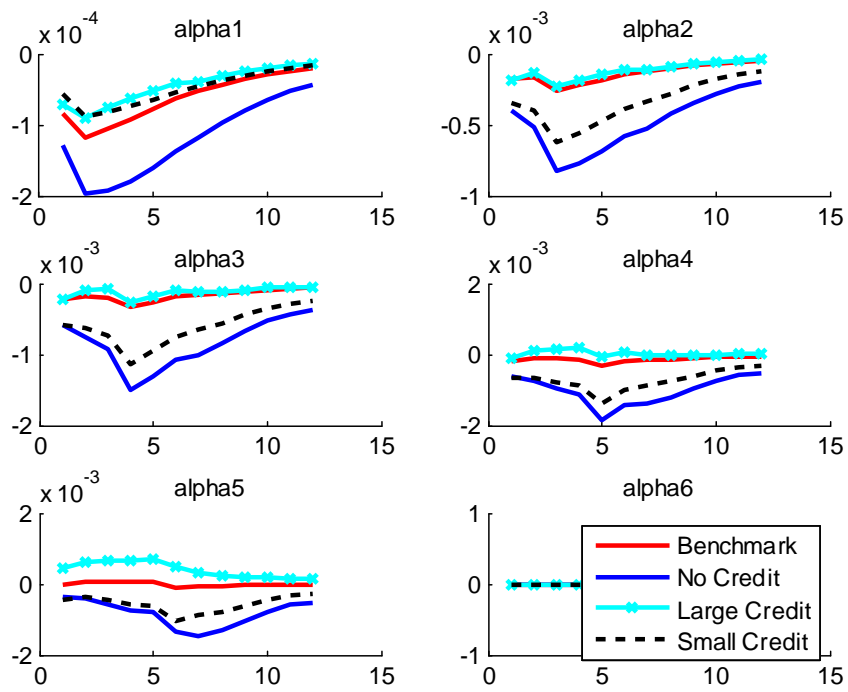 x 10-4
alpha1
0
-1
-2
0
5
10
15
x 10-3
alpha2
0
-0.5
-1
0
5
10
15
x 10-3
alpha3
0
-1
-2
0
5
10
15
x 10-3
alpha4
2
0
-2
0
5
10
15
x 10-3
alpha5
2
0
-2
0
5
10
15
alpha6
1
0
-1
0
5
10
15
Benchmark
No Credit
Large Credit
Small Credit